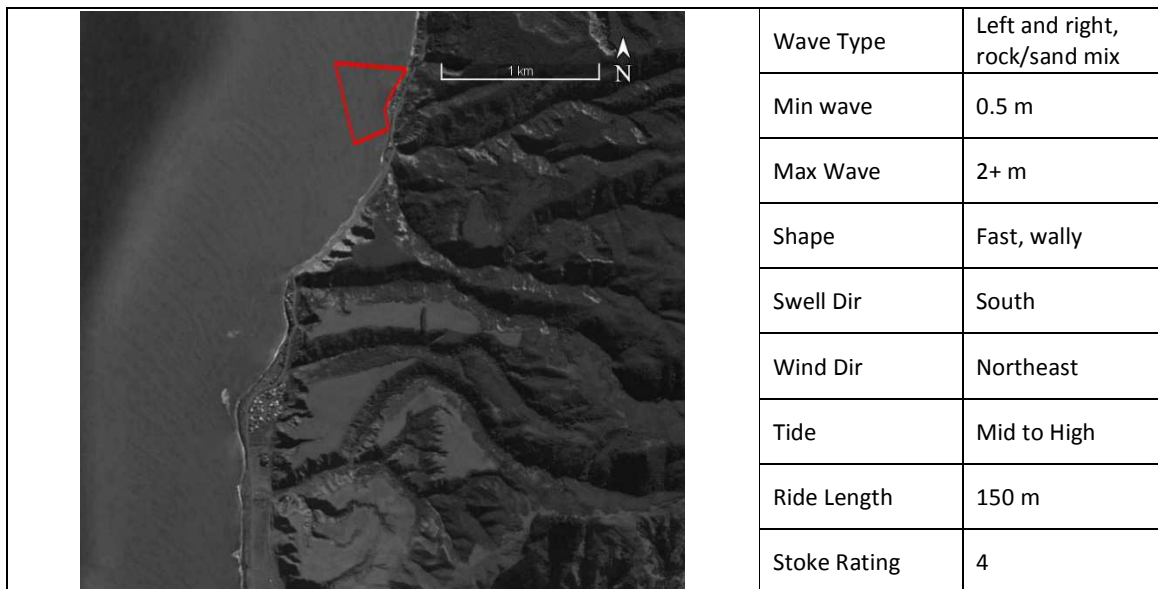 1 km
N
Wave Type
Left and right,
rock/sand mix
Min wave
0.5 m
Max Wave
2+ m
Shape
Fast, wally
Swell Dir
South
Wind Dir
Northeast
Tide
Mid to High
Ride Length
150 m
Stoke Rating
4